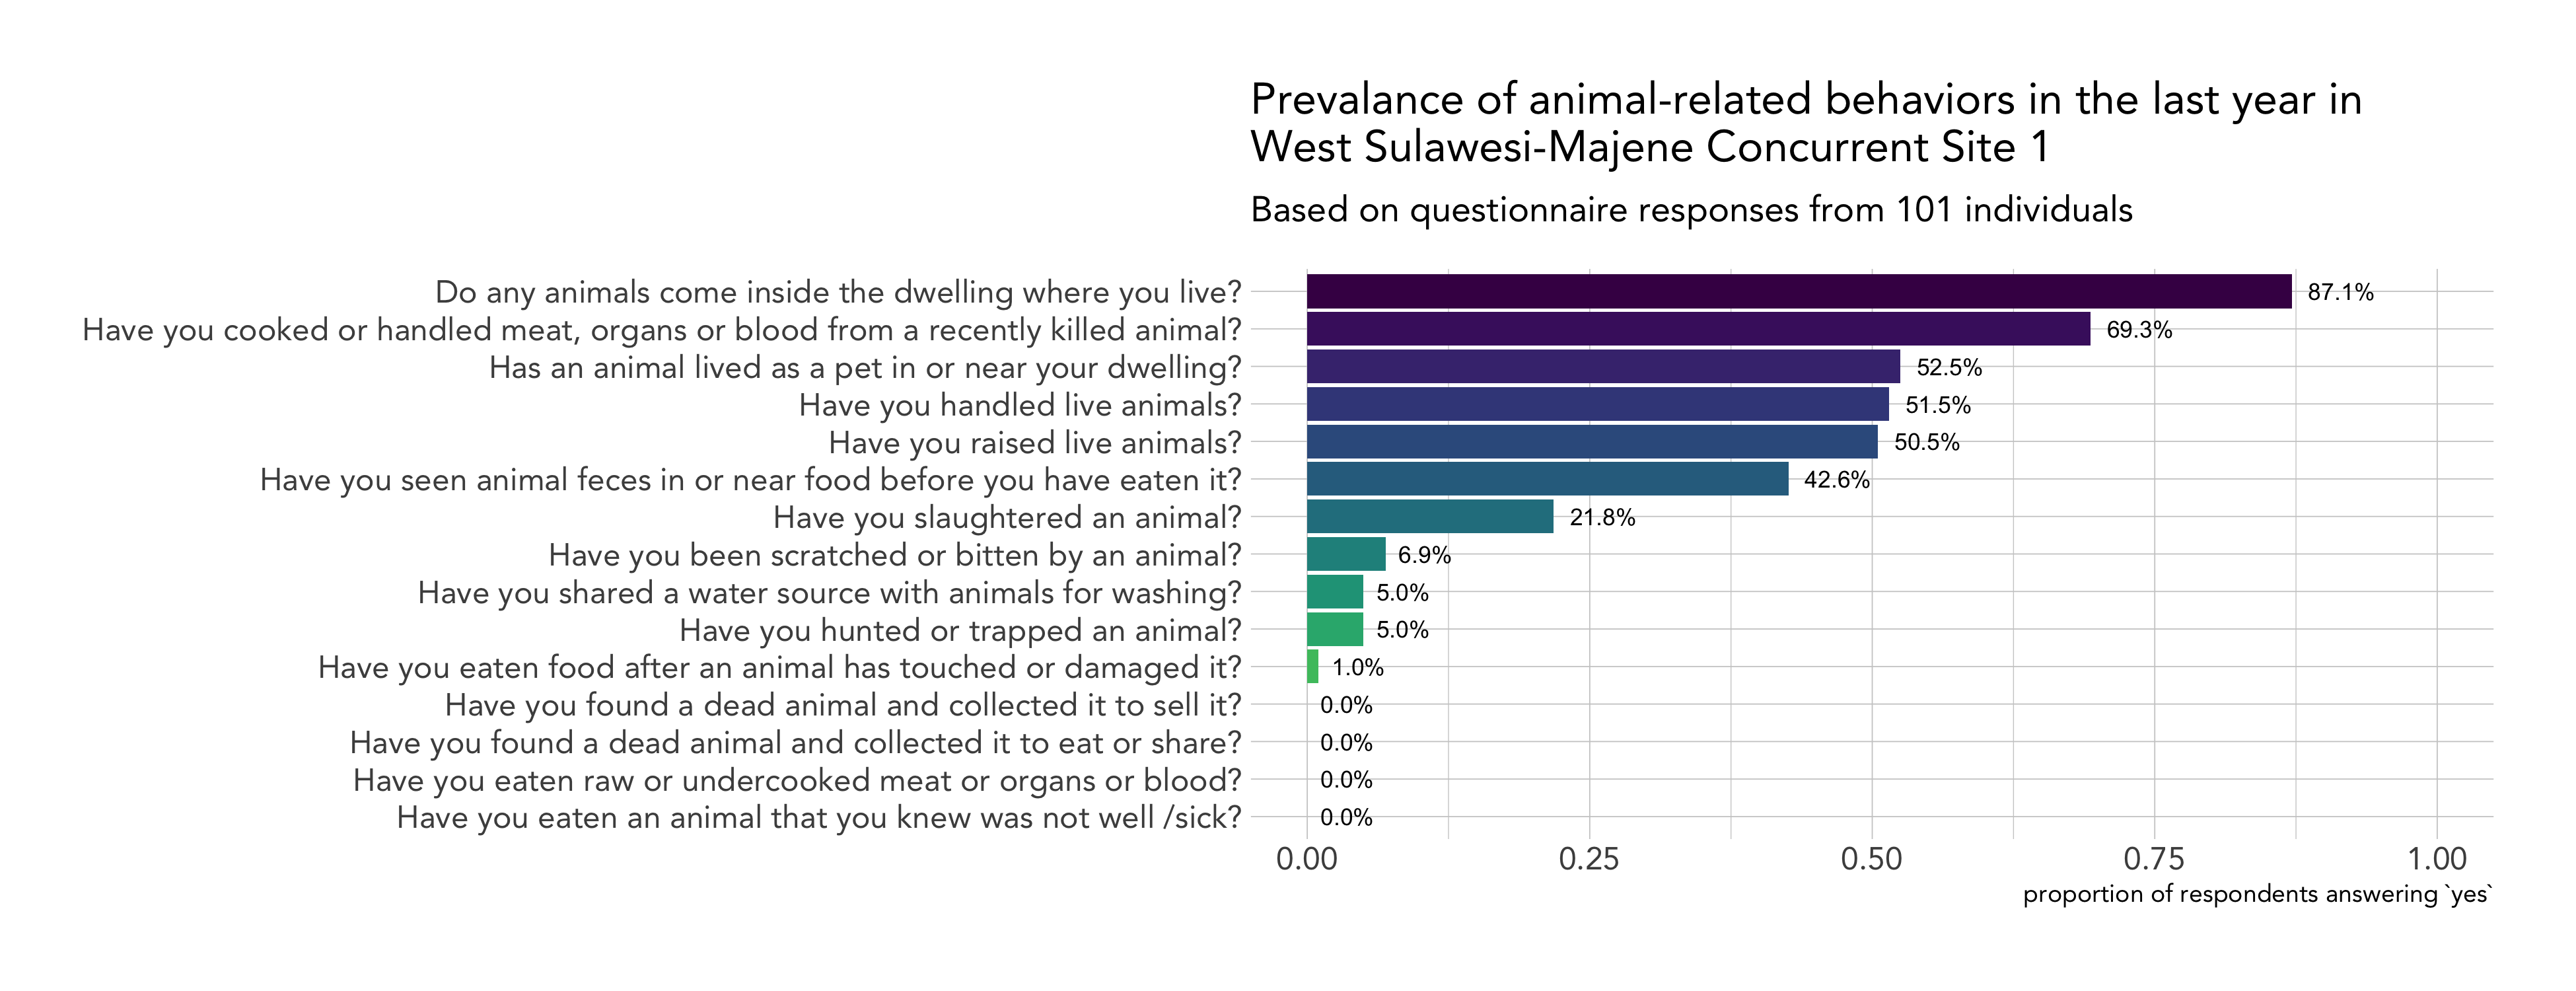 Prevalance of animal-related behaviors in the last year in
West Sulawesi-Majene Concurrent Site 1
Based on questionnaire responses from 101 individuals
Do any animals come inside the dwelling where you live? 87.1%
Have you cooked or handled meat, organs or blood from a recently killed animal? 69.3%
Has an animal lived as a pet in or near your dwelling? 52.5%
Have you handled live animals? 51.5%
Have you raised live animals? 50.5%
Have you seen animal feces in or near food before you have eaten it? 42.6%
Have you slaughtered an animal? 21.8%
Have you been scratched or bitten by an animal? 6.9%
Have you shared a water source with animals for washing? 5.0%
Have you hunted or trapped an animal? 5.0%
Have you eaten food after an animal has touched or damaged it? 1.0%
Have you found a dead animal and collected it to sell it? 0.0%
Have you found a dead animal and collected it to eat or share? 0.0%
Have you eaten raw or undercooked meat or organs or blood? 0.0%
Have you eaten an animal that you knew was not well /sick? 0.0%
0.00 0.25 0.50 0.75 1.00
proportion of respondents answering `yes`